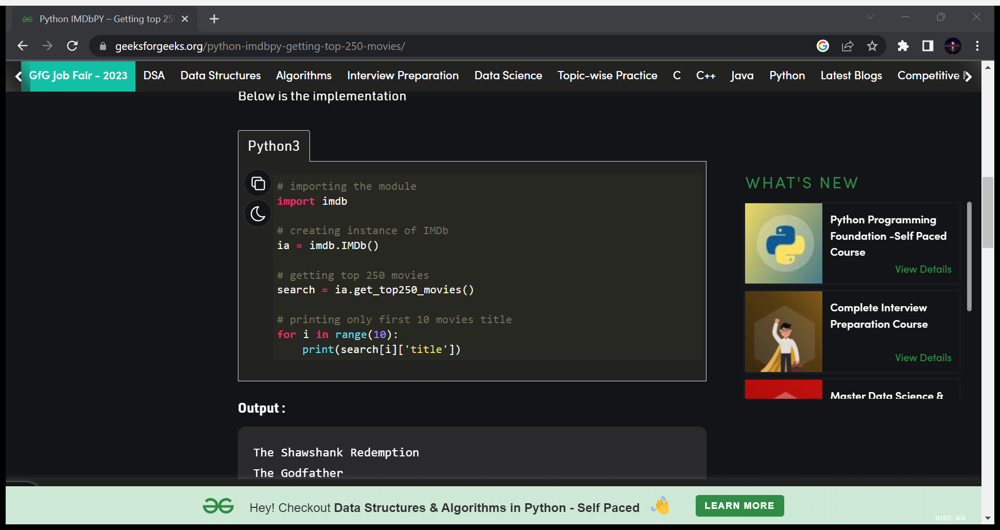 Python IMDbPY – Getting top 25
geeksforgeeks.org/python-imdbpy-getting-top-250-movies/
GfG Job Fair - 2023 DSA Data Structures Algorithms Interview Preparation Data Science Topic-wise Practice C C++ Java Python Latest Blogs Competitive
Below is the implementation
Python3
# importing the module
import imdb
# creating instance of IMDb
ia = imdb.IMDb()
# getting top 250 movies
search = ia.get_top250_movies()
# printing only first 10 movies title
for i in range(10):
    print(search[i]['title'])
Output :
The Shawshank Redemption
The Godfather
WHAT'S NEW
Python Programming
Foundation -Self Paced
Course
View Details
Complete Interview
Preparation Course
View Details
Master Data Science &
Hey! Checkout Data Structures & Algorithms in Python - Self Paced
LEARN MORE
HIDE AD